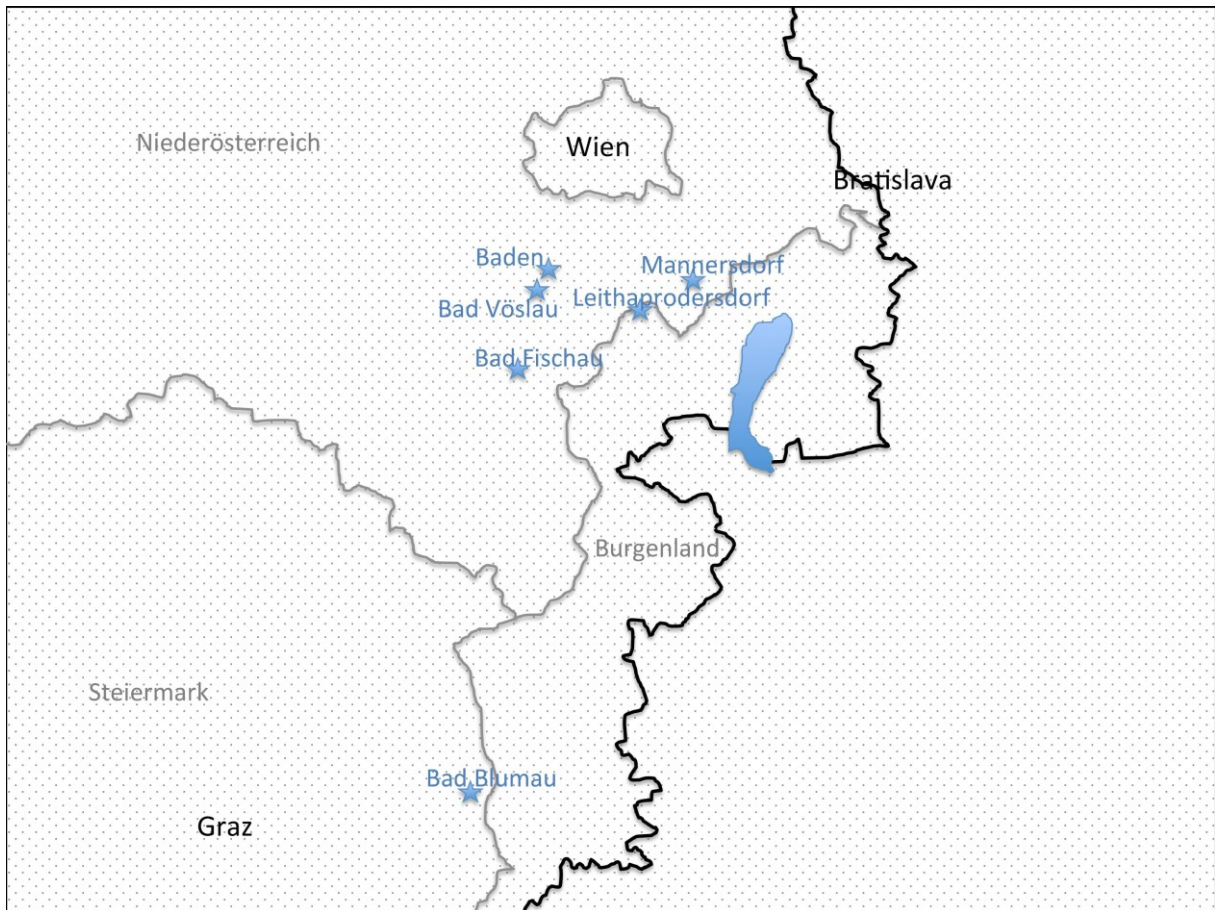 Niederösterreich
Wien
Bratislava
Baden
Mannersdorf
Bad Vöslau
Leithaprodersdorf
Bad Fischau
Burgenland
Steiermark
Bad Blumau
Graz